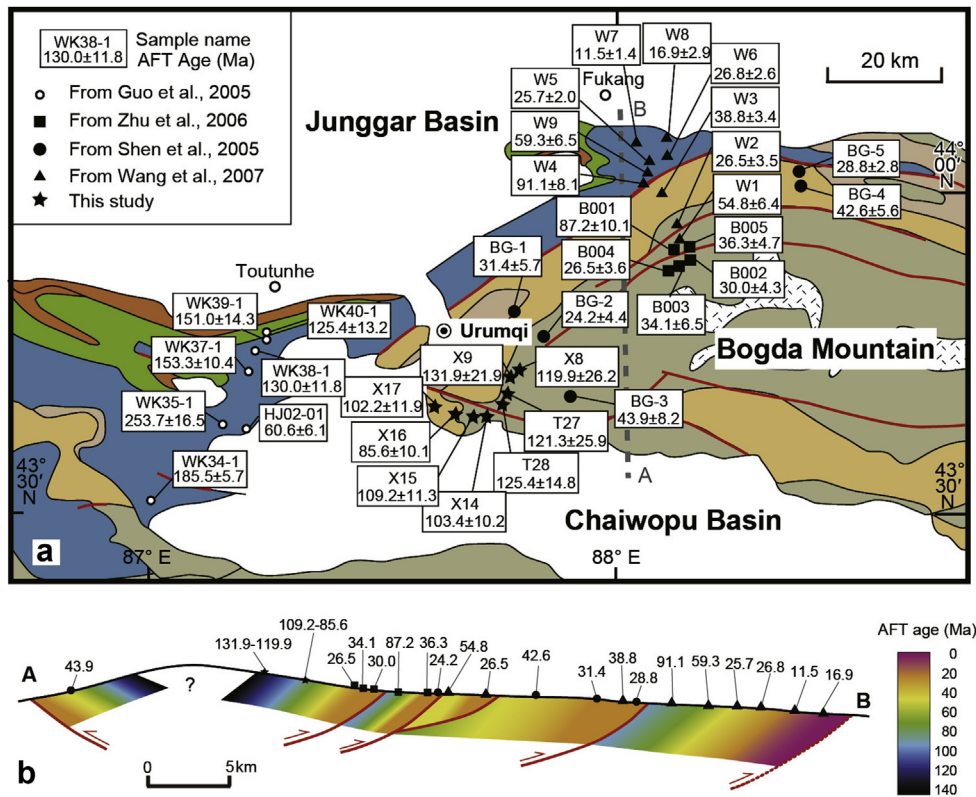 WK38-1
130.0±11.8
Sample name
AFT Age (Ma)
From Guo et al., 2005
From Zhu et al., 2006
From Shen et al., 2005
From Wang et al., 2007
This study
Junggar Basin
20 km
Fukang
B
W7
11.5±1.4
W8
16.9±2.9
W6
26.8±2.6
W5
25.7±2.0
W3
38.8±3.4
W9
59.3±6.5
W2
26.5±3.5
W4
91.1±8.1
W1
54.8±6.4
BG-5
28.8±2.8
BG-4
42.6±5.6
44°
00'
N
B001
87.2±10.1
B005
36.3±4.7
B004
26.5±3.6
B002
30.0±4.3
B003
34.1±6.5
BG-1
31.4±5.7
BG-2
24.2±4.4
Toutunhe
WK39-1
151.0±14.3
WK40-1
125.4±13.2
Urumqi
Bogda Mountain
WK37-1
153.3±10.4
WK38-1
130.0±11.8
X9
131.9±21.9
X8
119.9±26.2
X17
102.2±11.9
WK35-1
253.7±16.5
HJ02-01
60.6±6.1
BG-3
43.9±8.2
X16
85.6±10.1
T27
121.3±25.9
WK34-1
185.5±5.7
X15
109.2±11.3
T28
125.4±14.8
X14
103.4±10.2
A
43°
30'
N
43°
30'
N
Chaiwopu Basin
a
87° E
88° E
A
43.9
?
131.9-119.9
109.2-85.6
26.5
34.1
30.0
87.2
36.3
24.2
54.8
26.5
42.6
31.4
38.8
28.8
91.1
59.3
25.7
26.8
11.5
16.9
B
AFT age (Ma)
0
20
40
60
80
100
120
140
b
0
5km